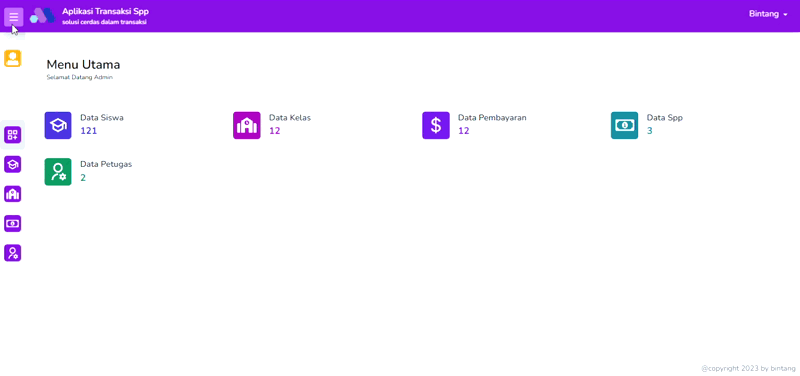 Aplikasi Transaksi Spp
solusi cerdas dalam transaksi
Bintang
Menu Utama
Selamat Datang Admin
Data Siswa
121
Data Kelas
12
Data Pembayaran
12
Data Spp
3
Data Petugas
2
@copyright 2023 by bintang